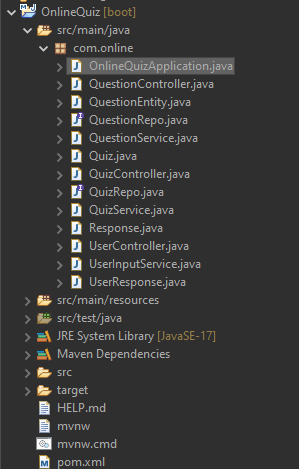 OnlineQuiz [boot]
src/main/java
com.online
OnlineQuizApplication.java
QuestionController.java
QuestionEntity.java
QuestionRepo.java
QuestionService.java
Quiz.java
QuizController.java
QuizRepo.java
QuizService.java
Response.java
UserController.java
UserInputService.java
UserResponse.java
src/main/resources
src/test/java
JRE System Library [JavaSE-17]
Maven Dependencies
src
target
HELP.md
mvnw
mvnw.cmd
pom.xml